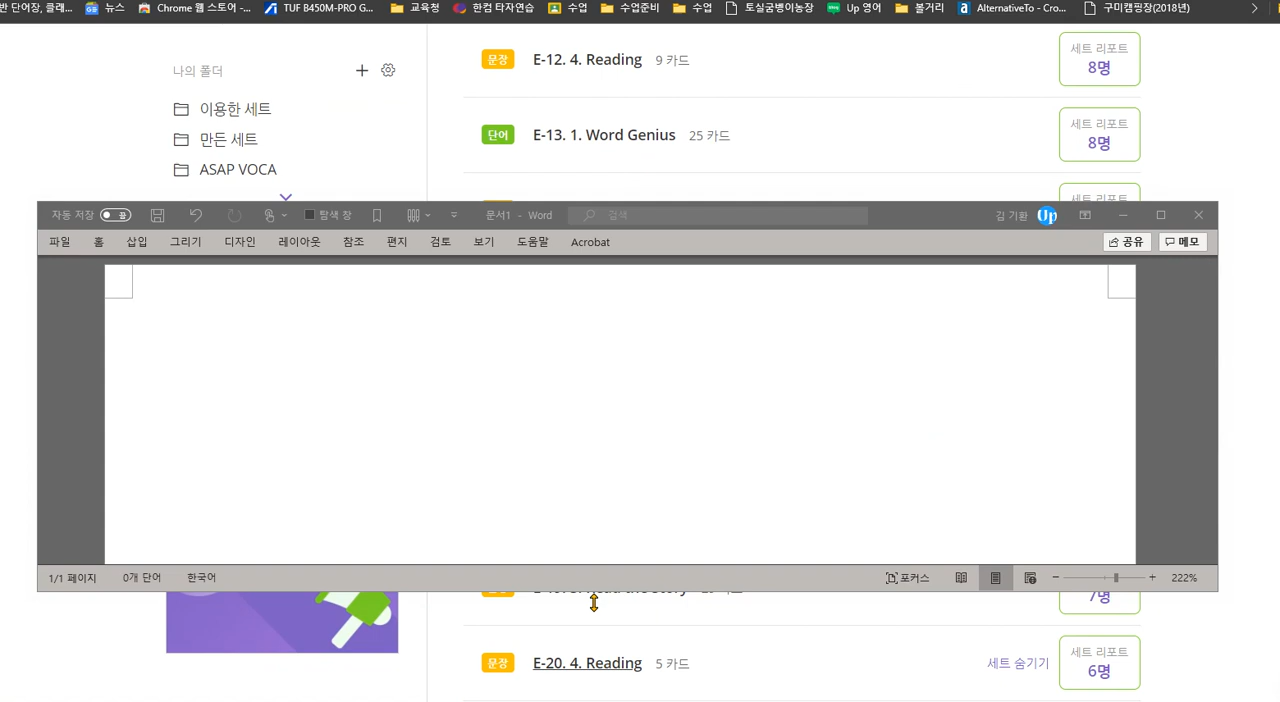 반 단어장, 클래... 뉴스 Chrome 웹 스토어 -... TUF B450M-PRO G... 교육청 한컴 타자연습 수업 수업준비 수업 토실굼벵이농장 Up 영어 볼거리 AlternativeTo - Cro... 구미캠핑장(2018년)
나의 폴더
이용한 세트
만든 세트
ASAP VOCA
문장 E-12. 4. Reading 9 카드 세트 리포트
8명
단어 E-13. 1. Word Genius 25 카드 세트 리포트
8명
자동 저장 끔 탐색 창 문서1 - Word 검색 김 기환 Up
파일 홈 삽입 그리기 디자인 레이아웃 참조 편지 검토 보기 도움말 Acrobat 공유 메모
1/1 페이지 0개 단어 한국어 포커스 222%
7명
문장 E-20. 4. Reading 5 카드 세트 숨기기 세트 리포트
6명